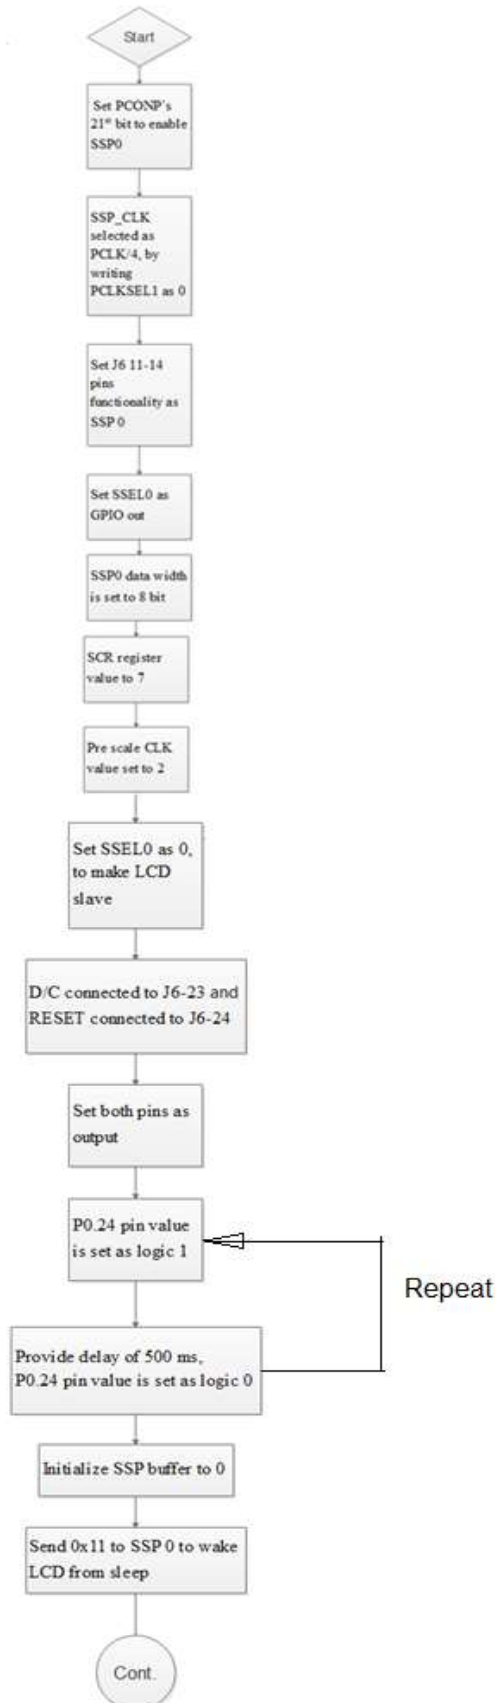 Start
Set PCONP's
21st bit to enable
SSP0
SSP_CLK
selected as
PCLK/4, by
writing
PCLKSEL1 as 0
Set J6 11-14
pins
functionality as
SSP 0
Set SSEL0 as
GPIO out
SSP0 data width
is set to 8 bit
SCR register
value to 7
Pre scale CLK
value set to 2
Set SSEL0 as 0,
to make LCD
slave
D/C connected to J6-23 and
RESET connected to J6-24
Set both pins as
output
P0.24 pin value
is set as logic 1
Repeat
Provide delay of 500 ms,
P0.24 pin value is set as logic 0
Initialize SSP buffer to 0
Send 0x11 to SSP 0 to wake
LCD from sleep
Cont.